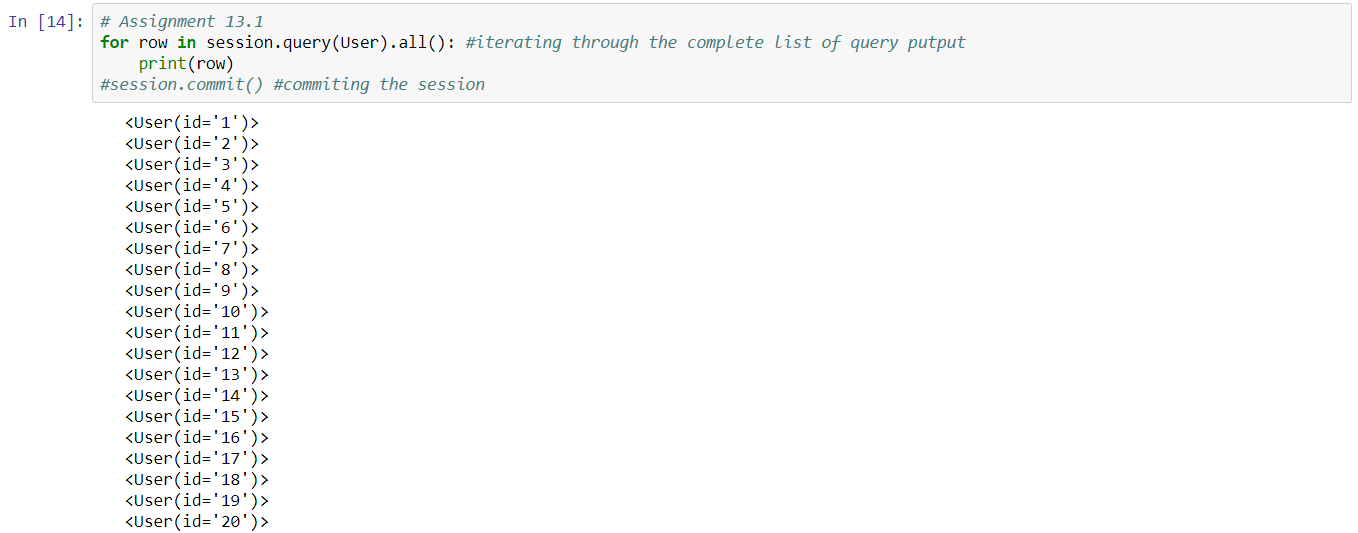 In [14]:
# Assignment 13.1
for row in session.query(User).all(): #iterating through the complete list of query putput
    print(row)
#session.commit() #commiting the session
<User(id='1')>
<User(id='2')>
<User(id='3')>
<User(id='4')>
<User(id='5')>
<User(id='6')>
<User(id='7')>
<User(id='8')>
<User(id='9')>
<User(id='10')>
<User(id='11')>
<User(id='12')>
<User(id='13')>
<User(id='14')>
<User(id='15')>
<User(id='16')>
<User(id='17')>
<User(id='18')>
<User(id='19')>
<User(id='20')>